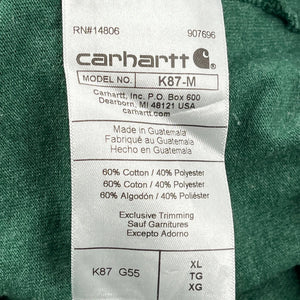 RN#14806 907696
carhartt
MODEL NO. K87-M
Carhartt, Inc. P.O. Box 600
Dearborn, MI 48121 USA
carhartt.com
Made in Guatemala
Fabriqué au Guatemala
Hecho en Guatemala
60% Cotton / 40% Polyester
60% Coton / 40% Polyester
60% Algodón / 40% Poliéster
Exclusive Trimming
Sauf Garnitures
Excepto Adorno
K87 G55
XL
TG
XG